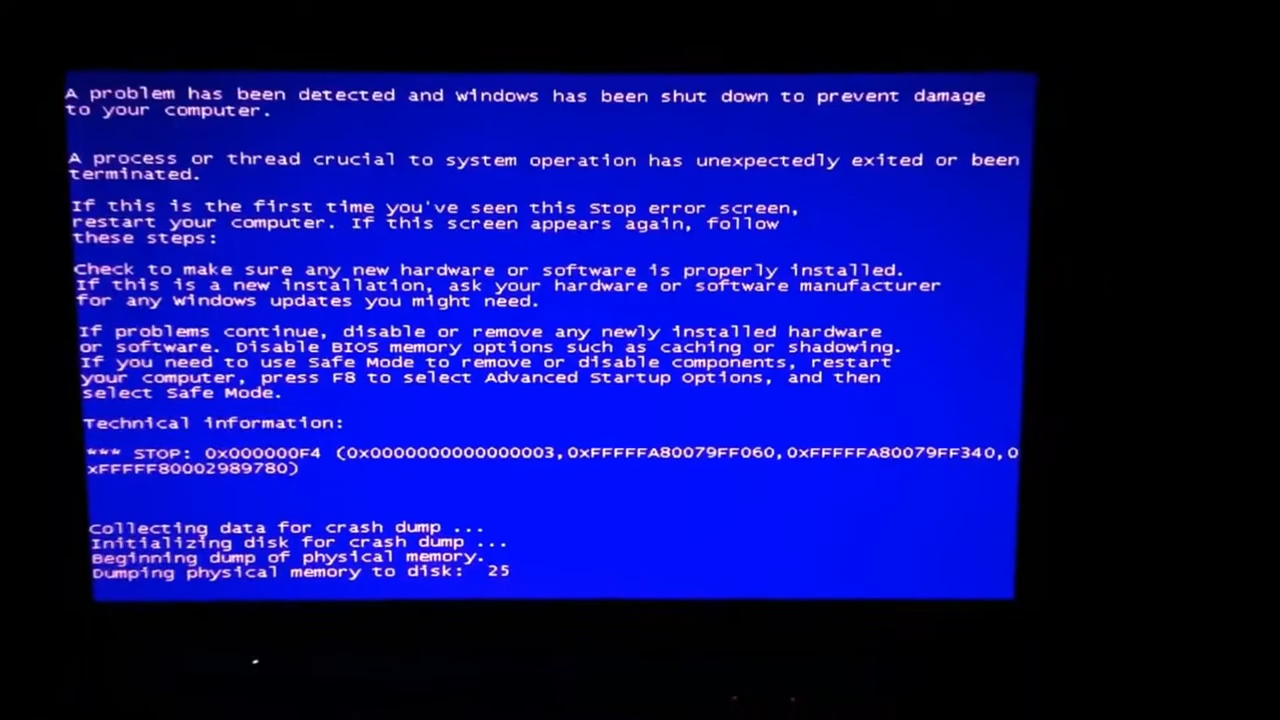 A problem has been detected and Windows has been shut down to prevent damage
to your computer.
A process or thread crucial to system operation has unexpectedly exited or been
terminated.
If this is the first time you've seen this Stop error screen,
restart your computer. If this screen appears again, follow
these steps:
Check to make sure any new hardware or software is properly installed.
If this is a new installation, ask your hardware or software manufacturer
for any Windows updates you might need.
If problems continue, disable or remove any newly installed hardware
or software. Disable BIOS memory options such as caching or shadowing.
If you need to use Safe Mode to remove or disable components, restart
your computer, press F8 to select Advanced Startup Options, and then
select Safe Mode.
Technical information:
*** STOP: 0x000000F4 (0x0000000000000003,0xFFFFFA80079FF060,0xFFFFFA80079FF340,0
xFFFFF80002989780)
Collecting data for crash dump ...
Initializing disk for crash dump ...
Beginning dump of physical memory.
Dumping physical memory to disk:  25